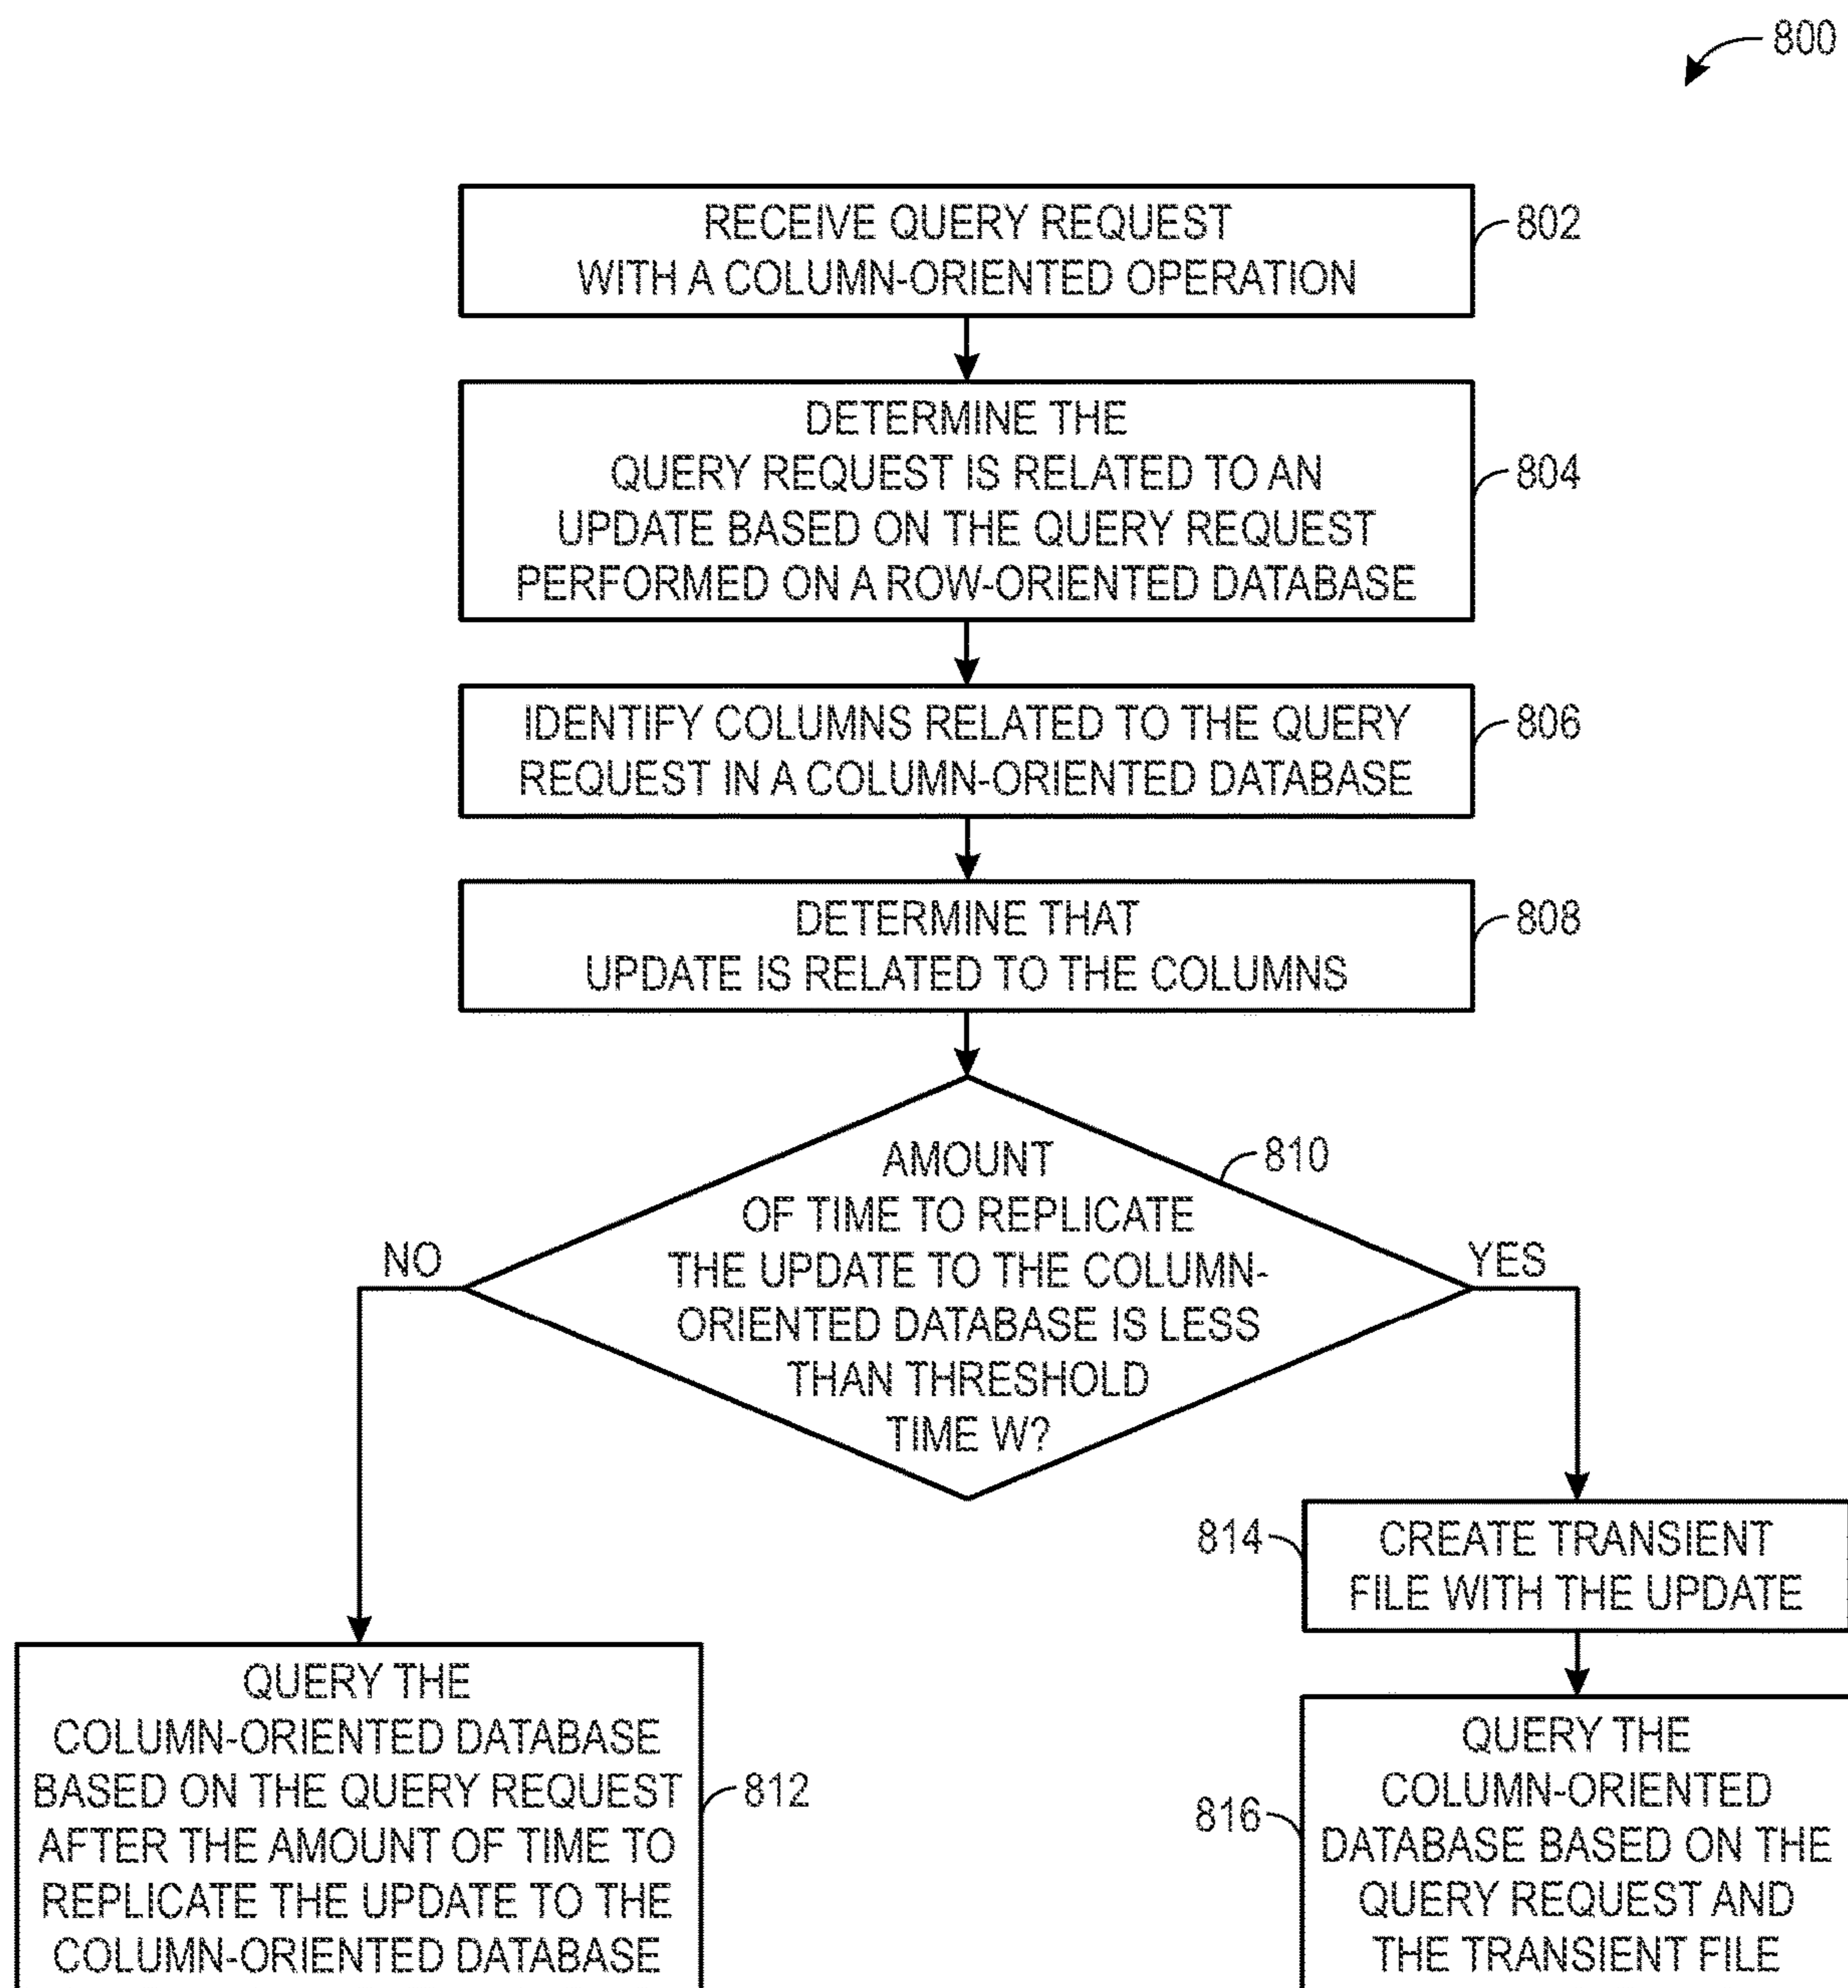 800
RECEIVE QUERY REQUEST
WITH A COLUMN-ORIENTED OPERATION
802
DETERMINE THE
QUERY REQUEST IS RELATED TO AN
UPDATE BASED ON THE QUERY REQUEST
PERFORMED ON A ROW-ORIENTED DATABASE
804
IDENTIFY COLUMNS RELATED TO THE QUERY
REQUEST IN A COLUMN-ORIENTED DATABASE
806
DETERMINE THAT
UPDATE IS RELATED TO THE COLUMNS
808
AMOUNT
OF TIME TO REPLICATE
THE UPDATE TO THE COLUMN-
ORIENTED DATABASE IS LESS
THAN THRESHOLD
TIME W?
810
NO
YES
814
CREATE TRANSIENT
FILE WITH THE UPDATE
QUERY THE
COLUMN-ORIENTED DATABASE
BASED ON THE QUERY REQUEST
AFTER THE AMOUNT OF TIME TO
REPLICATE THE UPDATE TO THE
COLUMN-ORIENTED DATABASE
812
816
QUERY THE
COLUMN-ORIENTED
DATABASE BASED ON THE
QUERY REQUEST AND
THE TRANSIENT FILE